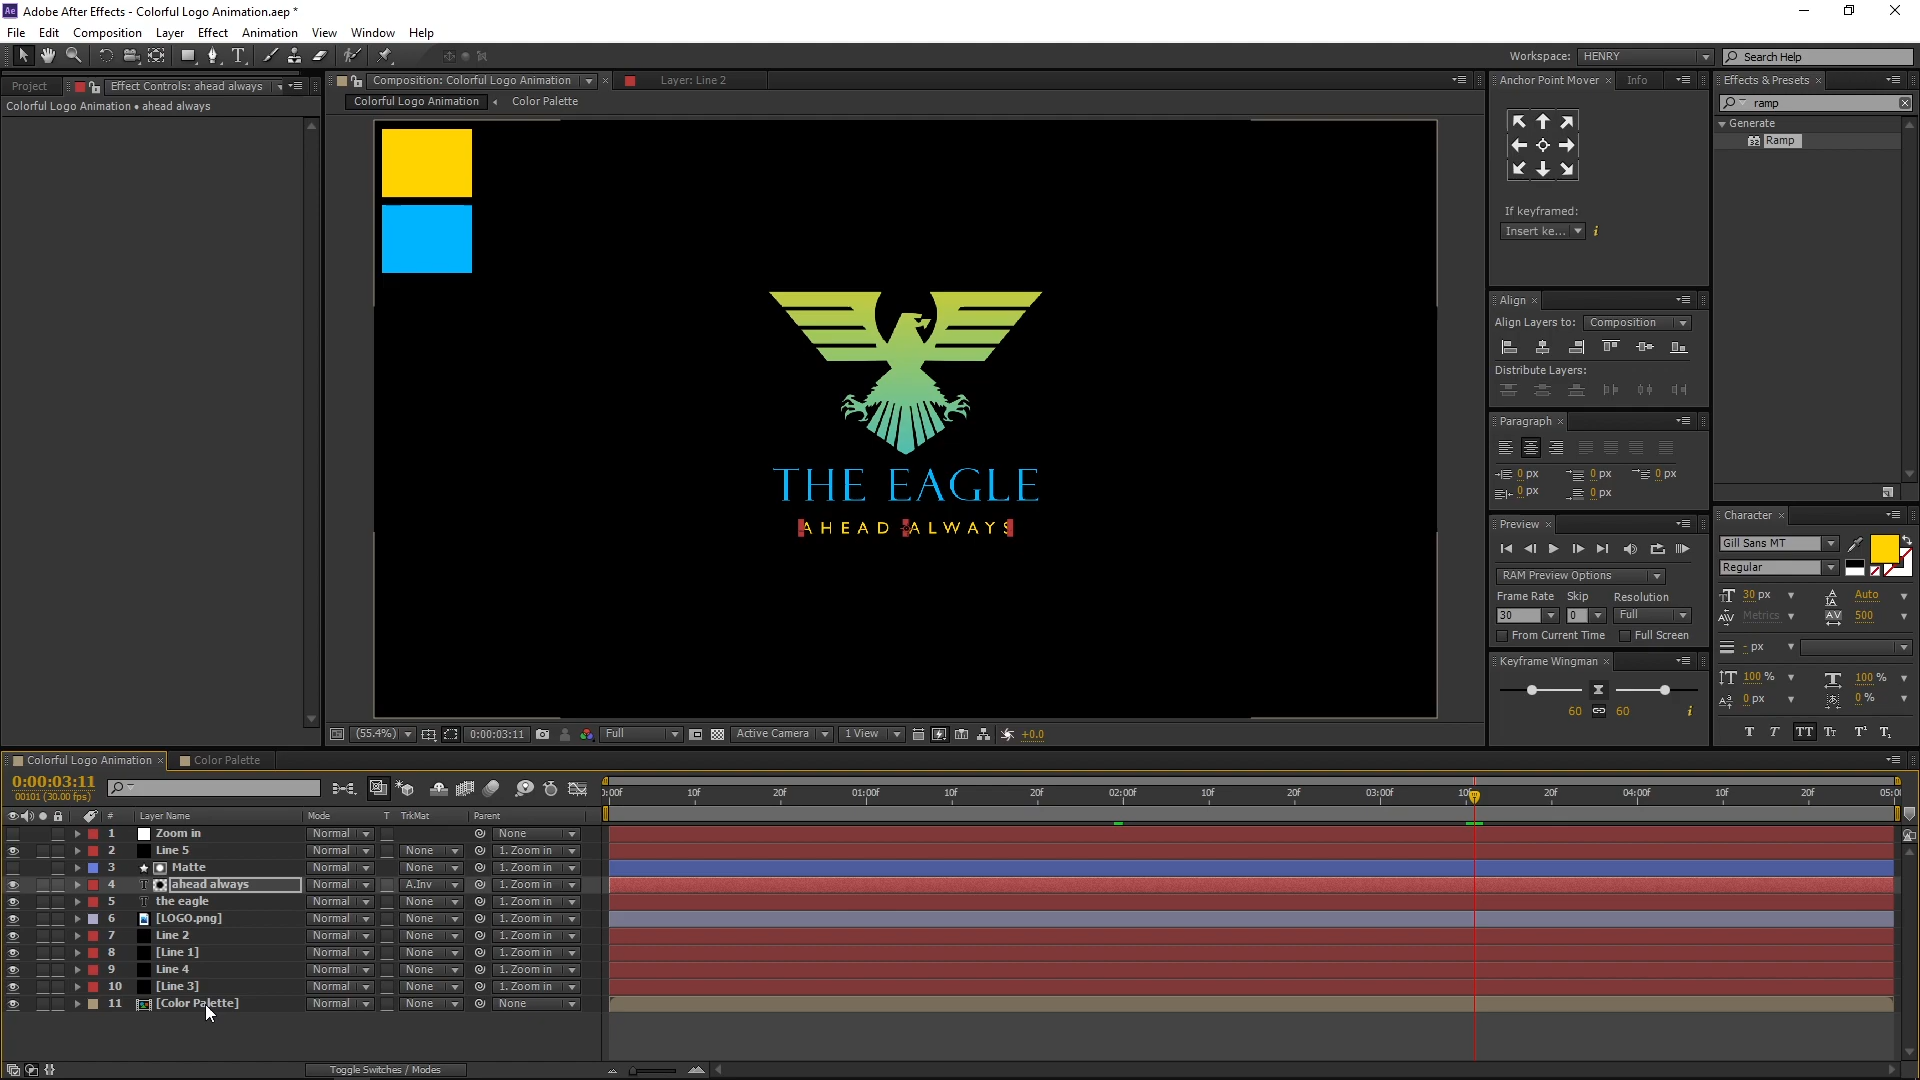 Adobe After Effects - Colorful Logo Animation.aep *
File Edit Composition Layer Effect Animation View Window Help
Workspace: HENRY
Search Help
Project
Effect Controls: ahead always
Colorful Logo Animation • ahead always
Composition: Colorful Logo Animation
Layer: Line 2
Colorful Logo Animation
Color Palette
THE EAGLE
AHEAD ALWAYS
(55.4%)
0:00:03:11
Full
Active Camera
1 View
+0.0
Anchor Point Mover
Info
If keyframed:
Insert ke...
Align
Align Layers to: Composition
Distribute Layers:
Paragraph
0 px 0 px 0 px
0 px 0 px
Preview
RAM Preview Options
Frame Rate Skip Resolution
30 0 Full
From Current Time Full Screen
Keyframe Wingman
60 60
Effects & Presets
ramp
Generate
Ramp
Character
Gill Sans MT
Regular
30 px Auto
Metrics 500
- px
100 % 100 %
0 px 0 %
Colorful Logo Animation
Color Palette
0:00:03:11
00101 (30.00 fps)
:00f 10f 20f 01:00f 10f 20f 02:00f 10f 20f 03:00f 10f 20f 04:00f 10f 20f 05:00
# Layer Name Mode T TrkMat Parent
1 Zoom in Normal None
2 Line 5 Normal None 1. Zoom in
3 Matte Normal None 1. Zoom in
4 ahead always Normal A.Inv 1. Zoom in
5 the eagle Normal None 1. Zoom in
6 [LOGO.png] Normal None 1. Zoom in
7 Line 2 Normal None 1. Zoom in
8 [Line 1] Normal None 1. Zoom in
9 Line 4 Normal None 1. Zoom in
10 [Line 3] Normal None 1. Zoom in
11 [Color Palette] Normal None None
Toggle Switches / Modes